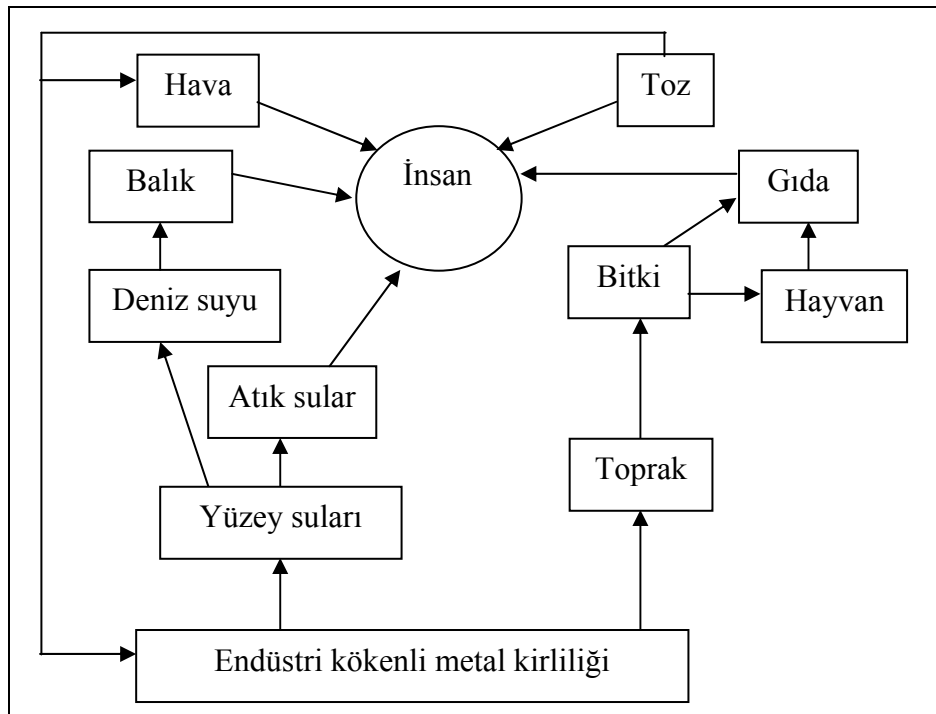 Hava
Toz
İnsan
Balık
Gıda
Bitki
Deniz suyu
Hayvan
Atık sular
Toprak
Yüzey suları
Endüstri kökenli metal kirliliği